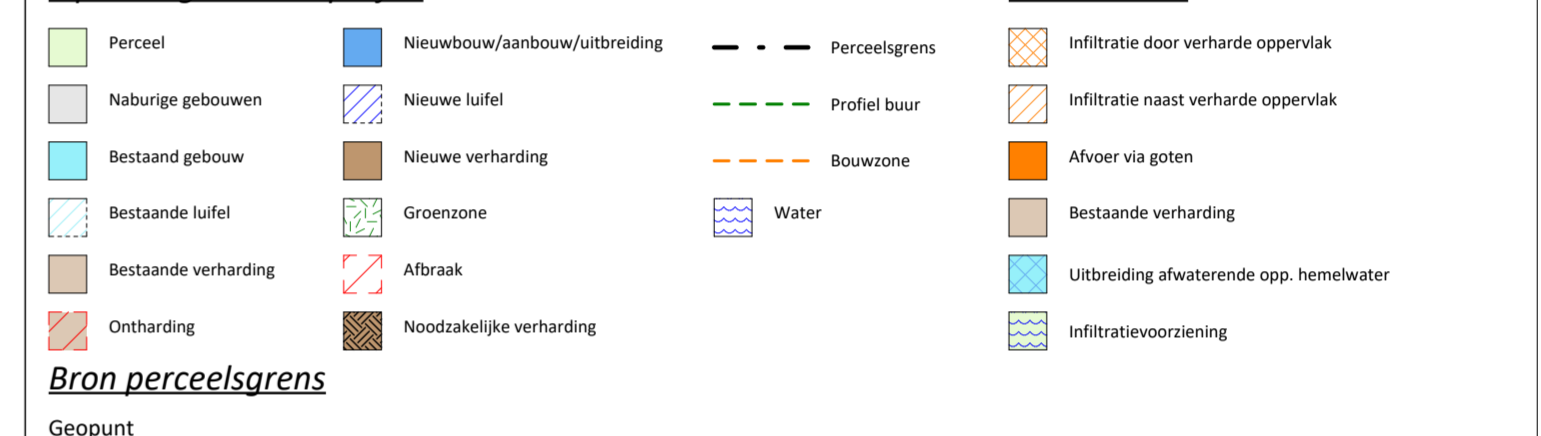 Perceel
Naburige gebouwen
Bestaand gebouw
Bestaande luifel
Bestaande verharding
Ontharding
Nieuwbouw/aanbouw/uitbreiding
Nieuwe luifel
Nieuwe verharding
Groenzone
Afbraak
Noodzakelijke verharding
Perceelsgrens
Profiel buur
Bouwzone
Water
Infiltratie door verharde oppervlak
Infiltratie naast verharde oppervlak
Afvoer via goten
Bestaande verharding
Uitbreiding afwaterende opp. hemelwater
Infiltratievoorziening
Bron perceelsgrens
Geopunt